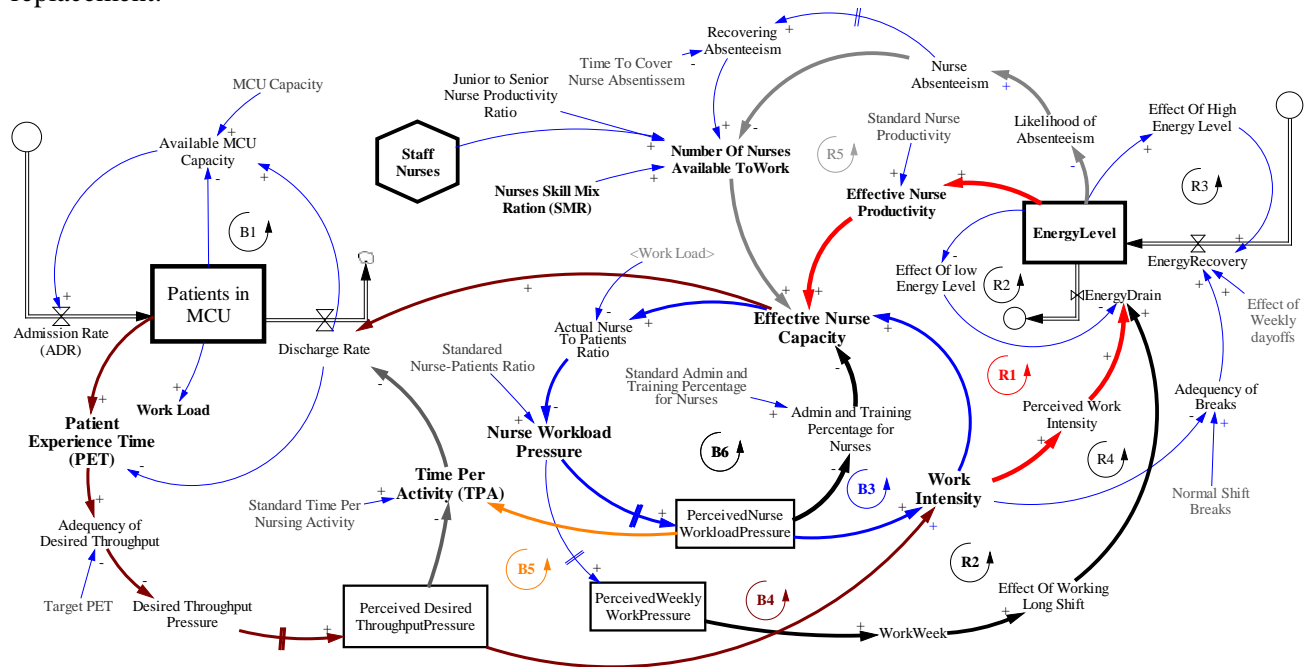 replacement.
Recovering
Absenteeism
Time To Cover
Nurse Absentissem
Nurse
Absenteeism
MCU Capacity
Junior to Senior
Nurse Productivity
Ratio
Effect Of High
Energy Level
Standard Nurse
Productivity
Likelihood of
Absenteeism
Available MCU
Capacity
Staff
Nurses
Number Of Nurses
Available ToWork
R5
R3
Nurses Skill Mix
Ration (SMR)
Effective Nurse
Productivity
B1
EnergyLevel
<Work Load>
Effect Of low
Energy Level
R2
EnergyRecovery
Patients in
MCU
EnergyDrain
Effect of
Weekly
dayoffs
Admission Rate
(ADR)
Discharge Rate
Actual Nurse
To Patients
Ratio
Effective Nurse
Capacity
Standared
Nurse-Patients Ratio
R1
Standard Admin and
Training Percentage
for Nurses
Adequency of
Breaks
Work Load
Perceived Work
Intensity
Admin and Training
Percentage for
Nurses
Patient
Experience Time
(PET)
Nurse Workload
Pressure
B6
R4
Time Per
Activity (TPA)
B3
Work
Intensity
Standard Time Per
Nursing Activity
Normal Shift
Breaks
PerceivedNurse
WorkloadPressure
Adequency of
Desired Throughput
B5
R2
Target PET
Desired Throughput
Pressure
Perceived Desired
ThroughputPressure
PerceivedWeekly
WorkPressure
B4
Effect Of Working
Long Shift
WorkWeek